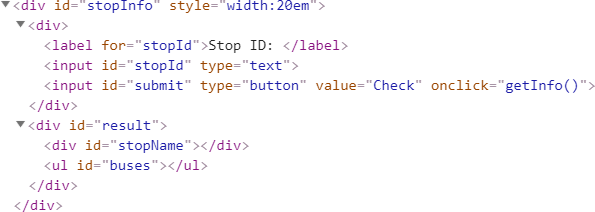 <div id="stopInfo" style="width:20em">
<div>
<label for="stopId">Stop ID: </label>
<input id="stopId" type="text">
<input id="submit" type="button" value="Check" onclick="getInfo()">
</div>
<div id="result">
<div id="stopName"></div>
<ul id="buses"></ul>
</div>
</div>